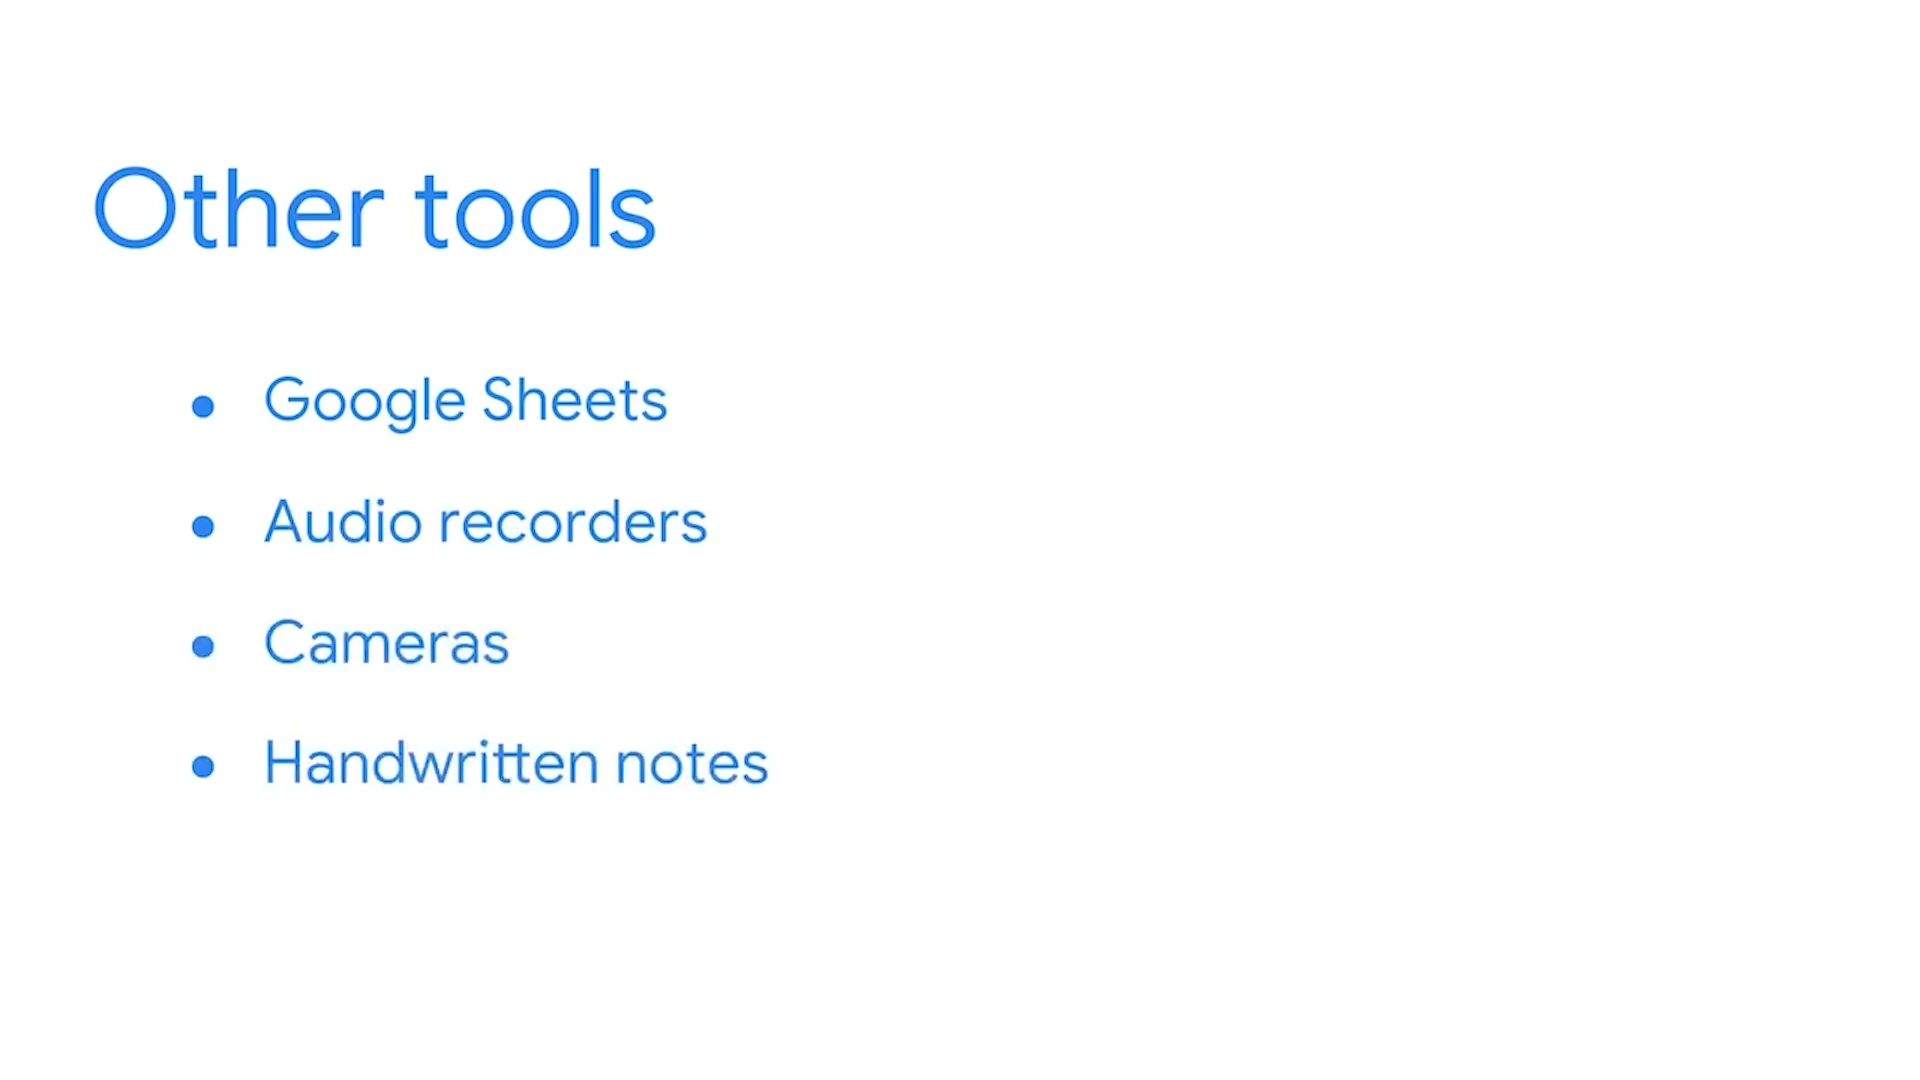 Other tools
• Google Sheets
• Audio recorders
• Cameras
• Handwritten notes